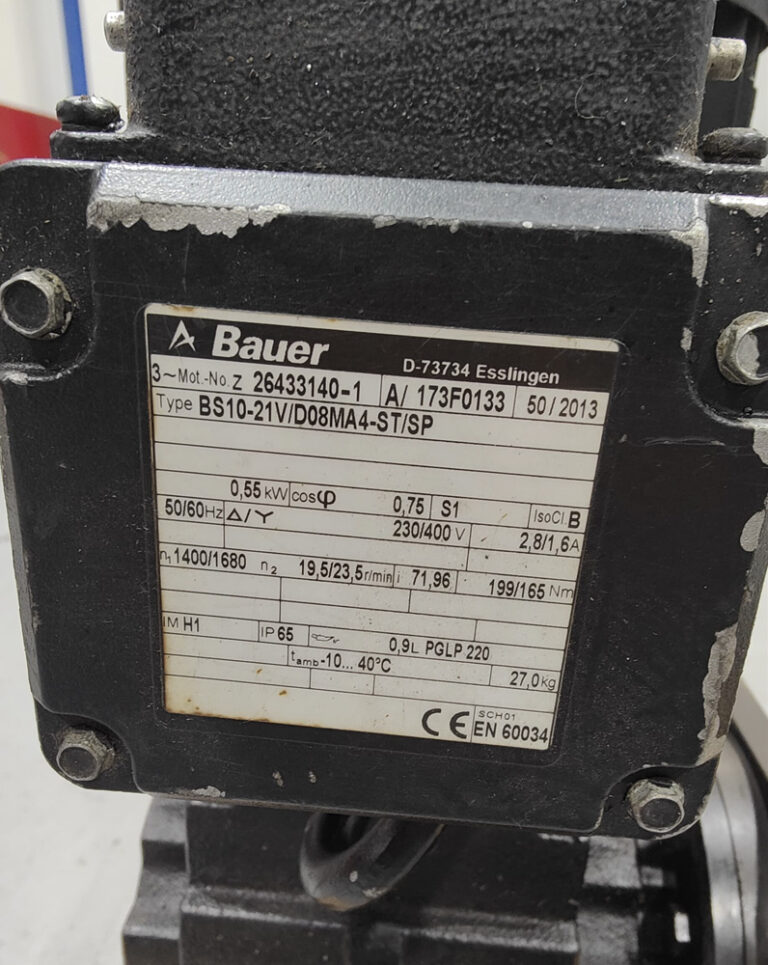 Bauer
D-73734 Esslingen
3~Mot.-No. Z 26433140-1 A/ 173F0133 50/2013
Type BS10-21V/D08MA4-ST/SP
0,55 kW cosφ 0,75 S1 IsoCl. B
50/60Hz Δ/Y 230/400 V 2,8/1,6A
n₁ 1400/1680 n₂ 19,5/23,5 r/min i 71,96 199/165 Nm
IM H1 IP 65 0,9L PGLP 220
tamb -10... 40°C 27,0kg
CE SCH01
EN 60034